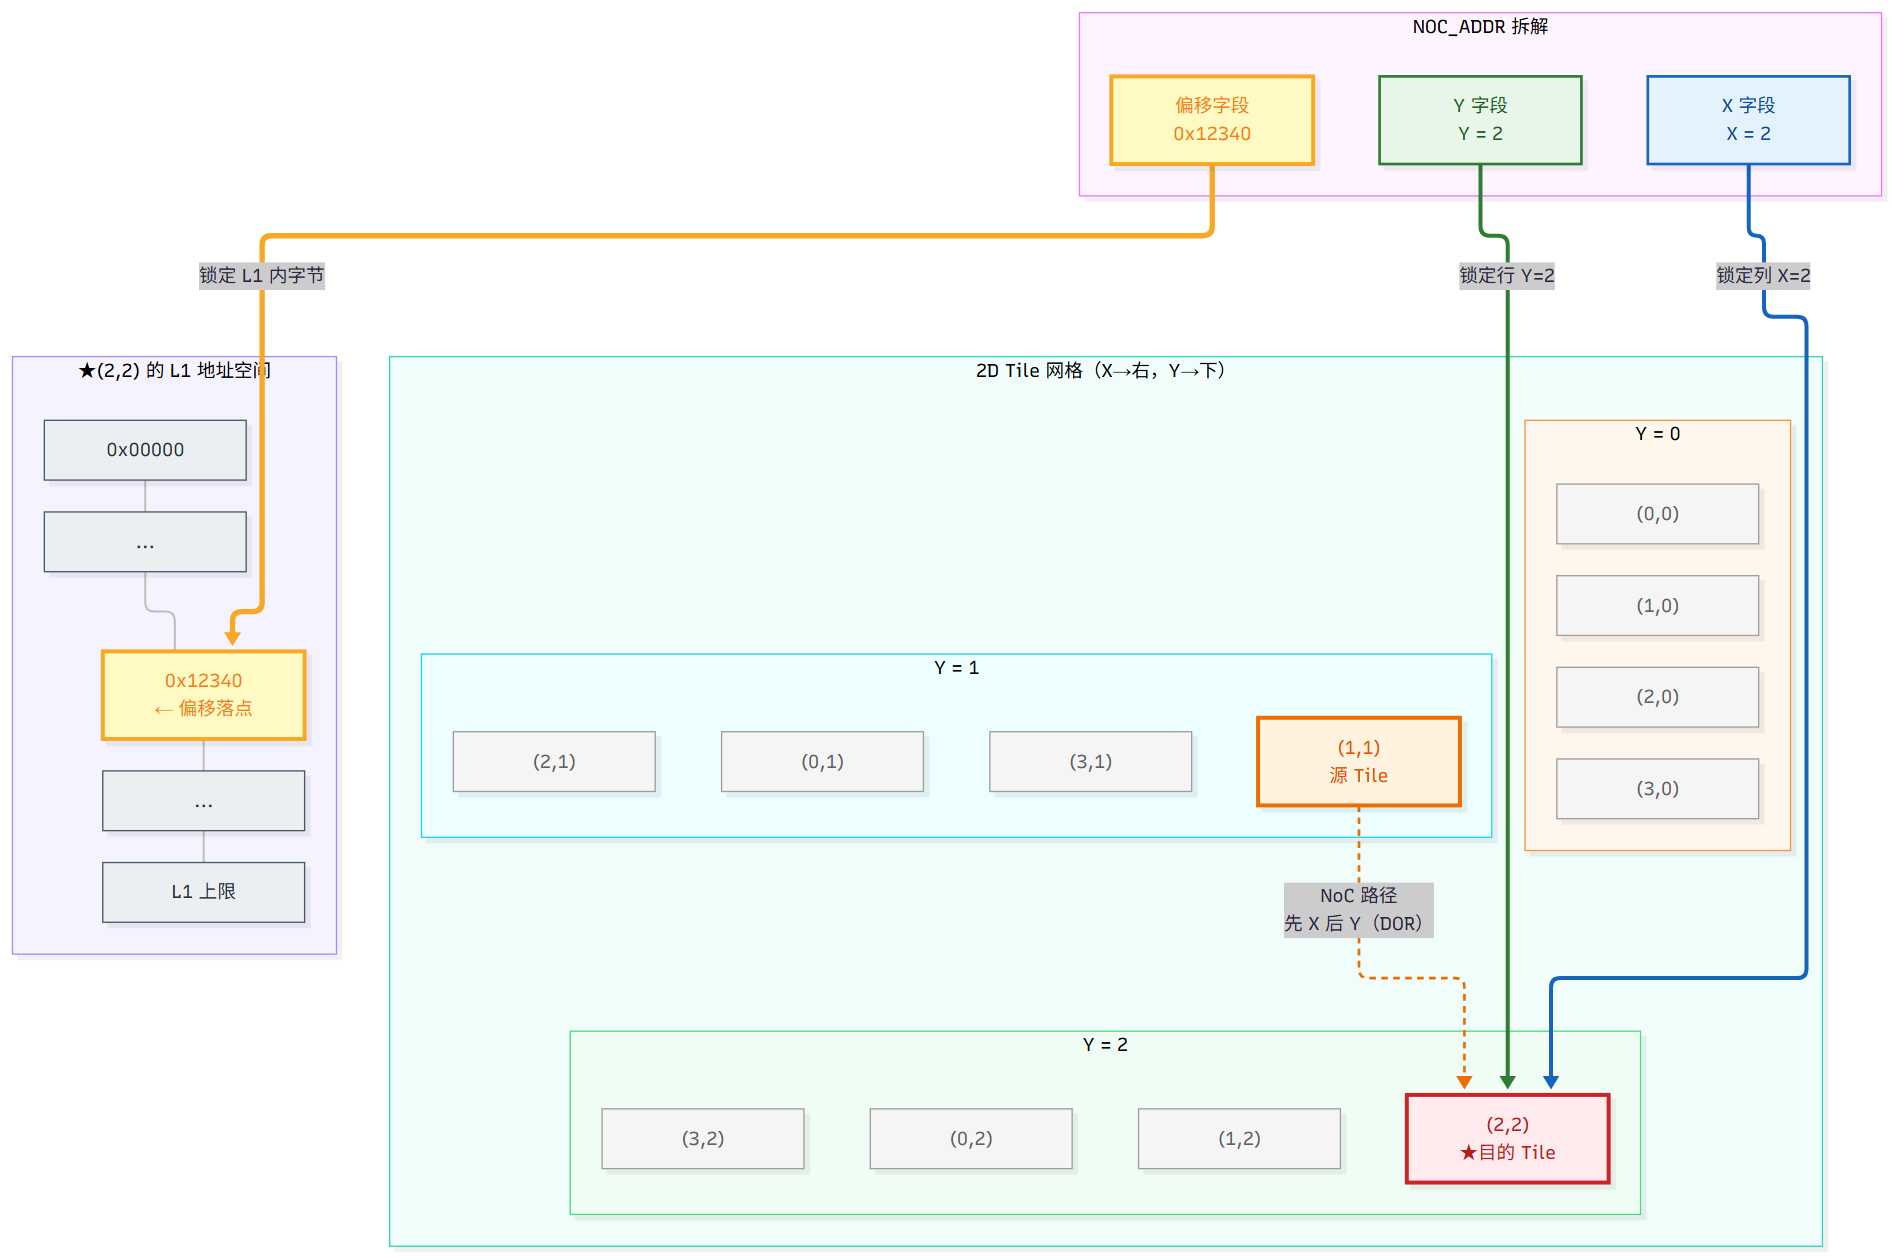 NOC_ADDR 拆解
偏移字段
0x12340
Y 字段
Y = 2
X 字段
X = 2
锁定 L1 内字节
锁定行 Y=2
锁定列 X=2
★(2,2) 的 L1 地址空间
0x00000
...
0x12340
← 偏移落点
...
L1 上限
2D Tile 网格（X→右，Y→下）
Y = 0
(0,0)
(1,0)
(2,0)
(3,0)
Y = 1
(2,1)
(0,1)
(3,1)
(1,1)
源 Tile
NoC 路径
先 X 后 Y（DOR）
Y = 2
(3,2)
(0,2)
(1,2)
(2,2)
★目的 Tile